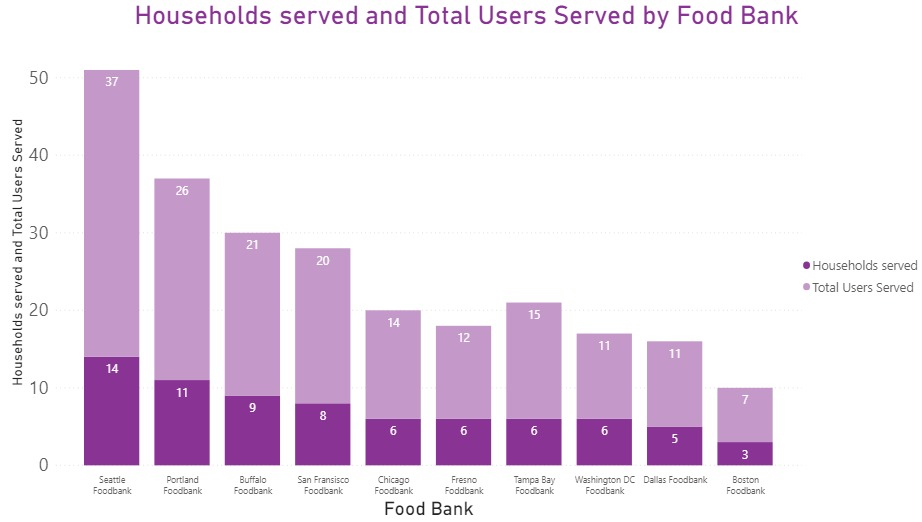 Households served and Total Users Served by Food Bank
Households served and Total Users Served
50
40
30
20
10
0
37
14
26
11
21
9
20
8
14
6
12
6
15
6
11
6
11
5
7
3
Seattle
Foodbank
Portland
Foodbank
Buffalo
Foodbank
San Fransisco
Foodbank
Chicago
Foodbank
Fresno
Foddbank
Tampa Bay
Foodbank
Washington DC
Foodbank
Dallas Foodbank
Boston
Foodbank
Food Bank
Households served
Total Users Served